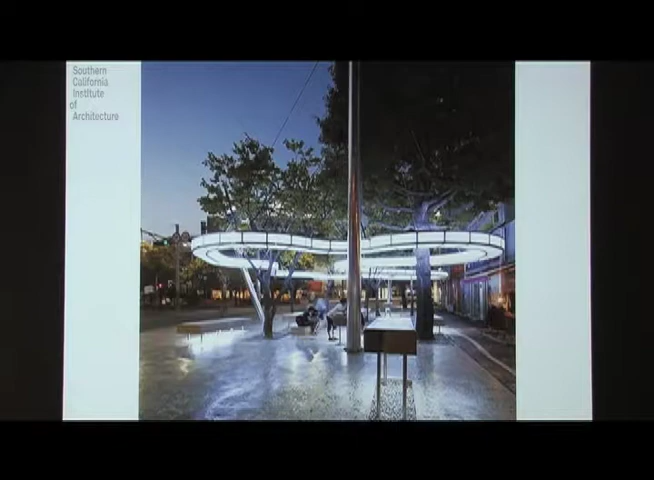 Southern
California
Institute
of
Architecture